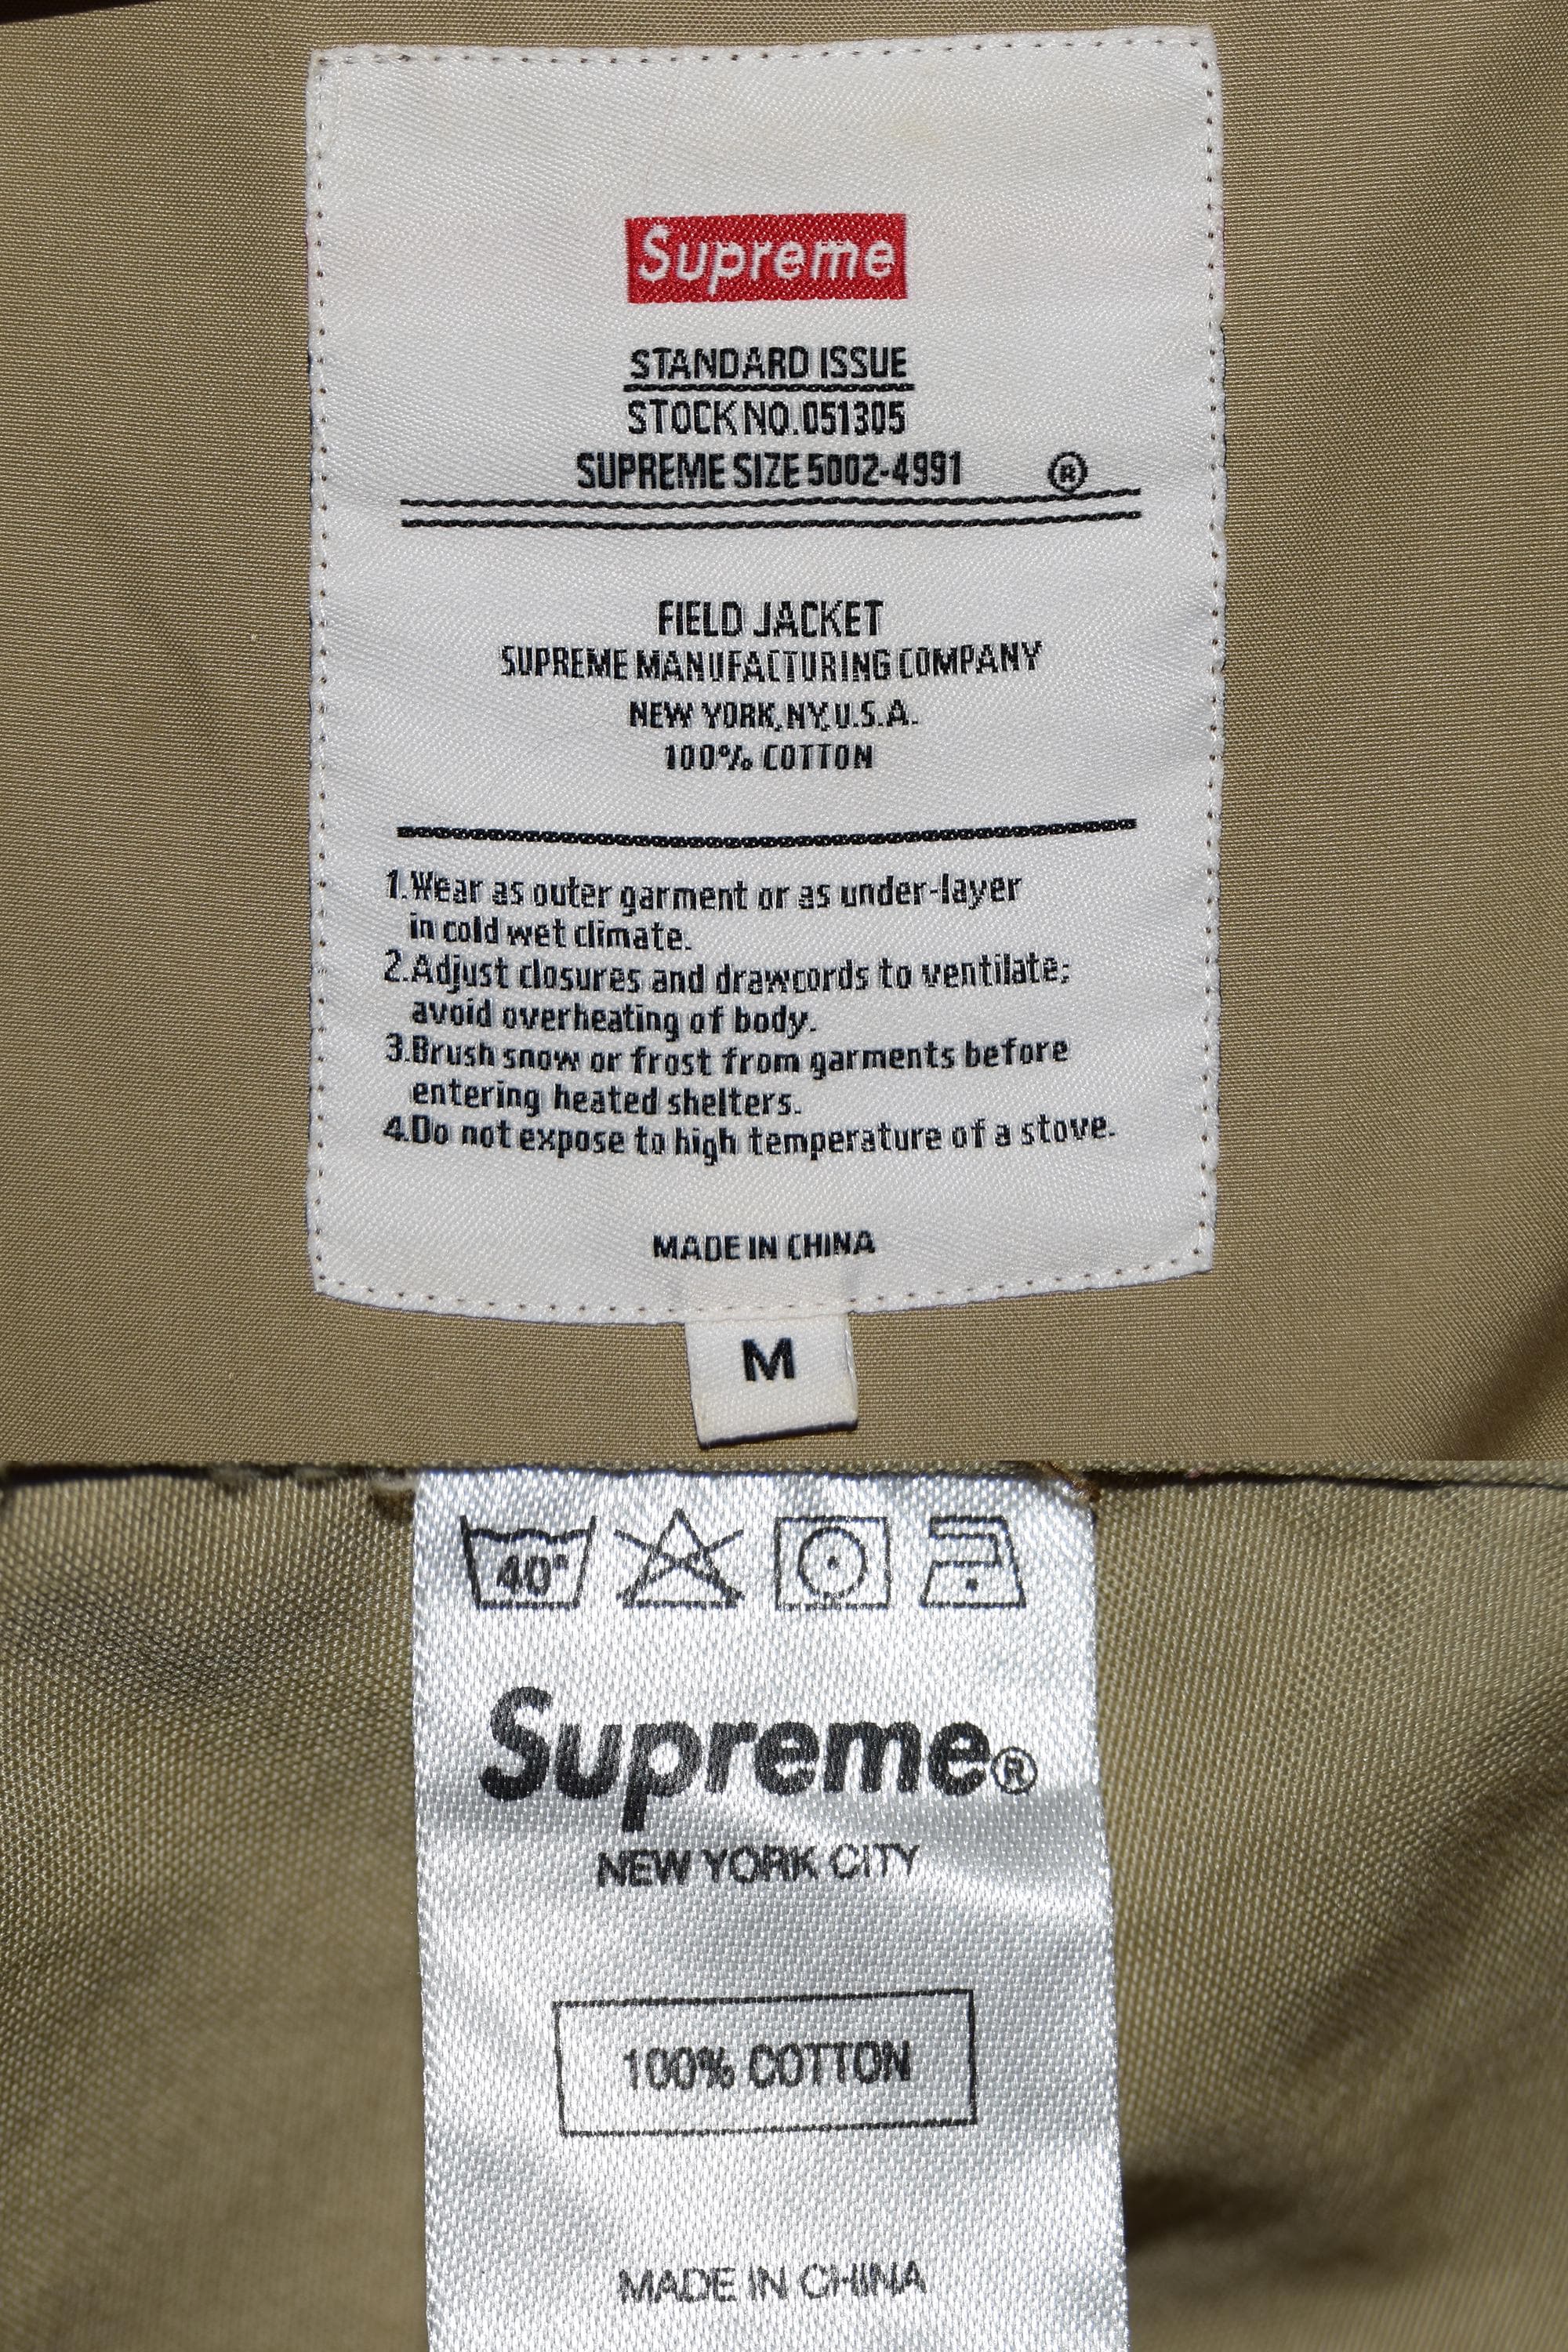 Supreme
STANDARD ISSUE
STOCK NO.051305
SUPREME SIZE 5002-4991 ®
FIELD JACKET
SUPREME MANUFACTURING COMPANY
NEW YORK,NY,U.S.A.
100% COTTON
1.Wear as outer garment or as under-layer
in cold wet climate.
2.Adjust closures and drawcords to ventilate;
avoid overheating of body.
3.Brush snow or frost from garments before
entering heated shelters.
4.Do not expose to high temperature of a stove.
MADE IN CHINA
M
40°
Supreme®
NEW YORK CITY
100% COTTON
MADE IN CHINA